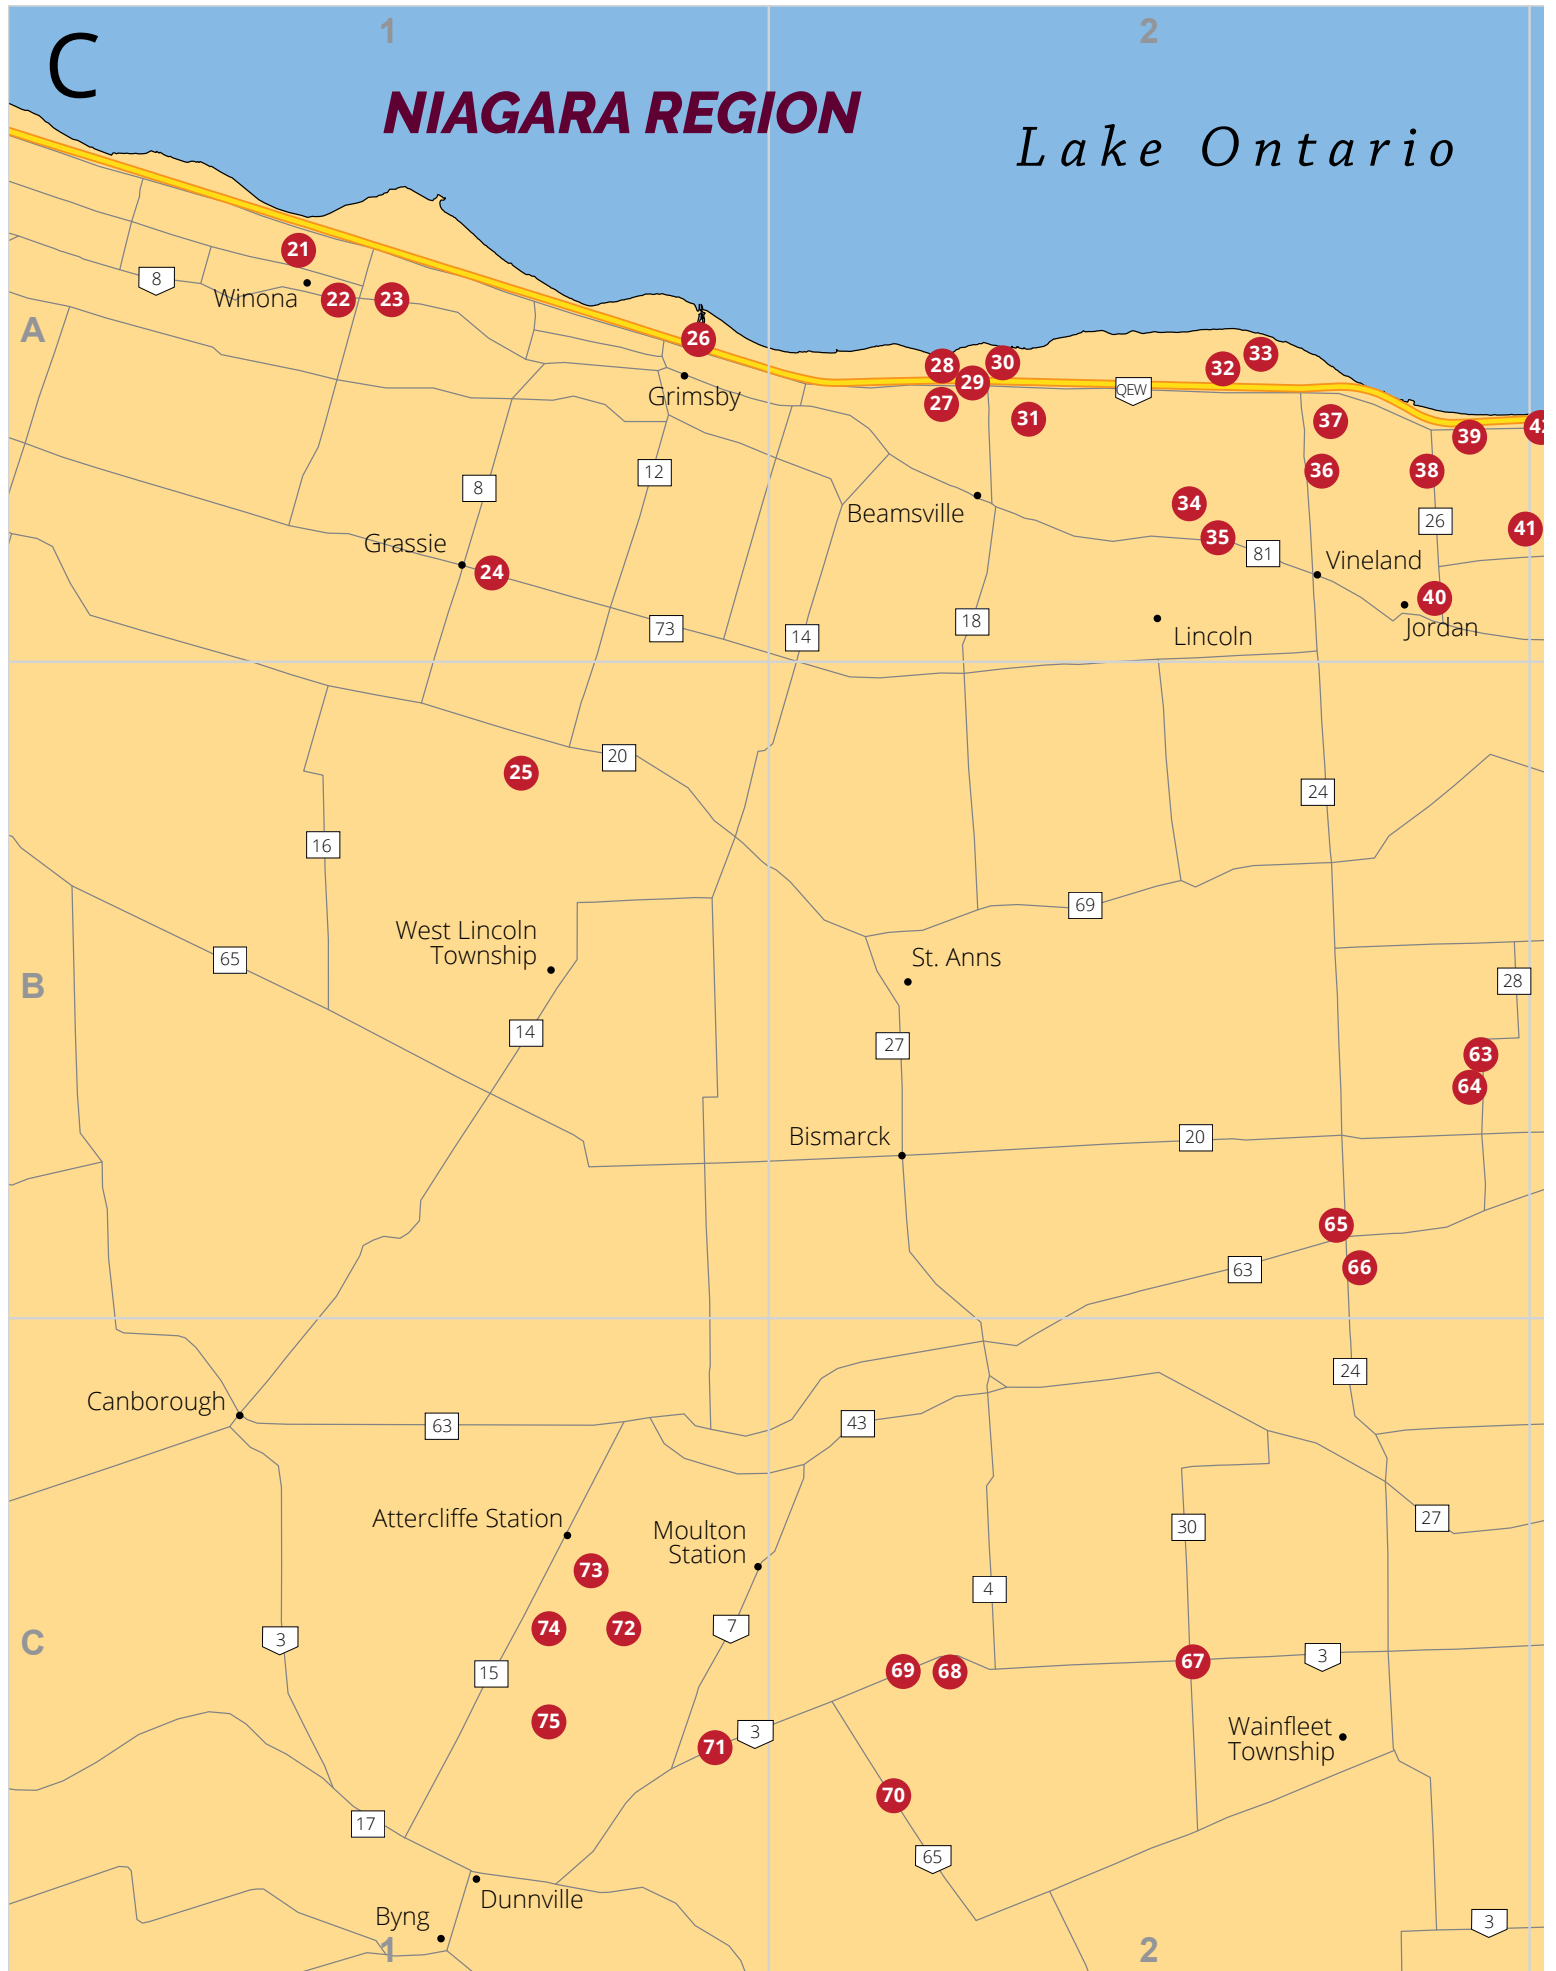 1
2
C
NIAGARA REGION
Lake Ontario
21
8
Winona
22
23
A
26
28
30
33
32
29
QEW
Grimsby
27
31
37
39
42
12
36
38
8
34
Beamsville
26
41
35
81
Grassie
24
Vineland
40
18
73
14
Lincoln
Jordan
20
25
24
16
69
West Lincoln
Township
65
St. Anns
B
28
14
27
63
64
Bismarck
20
65
66
63
24
Canborough
63
43
Attercliffe Station
27
Moulton
Station
30
73
4
74
72
7
3
C
3
67
15
69
68
75
3
71
Wainfleet
Township
70
17
65
Dunnville
Byng
3
1
2